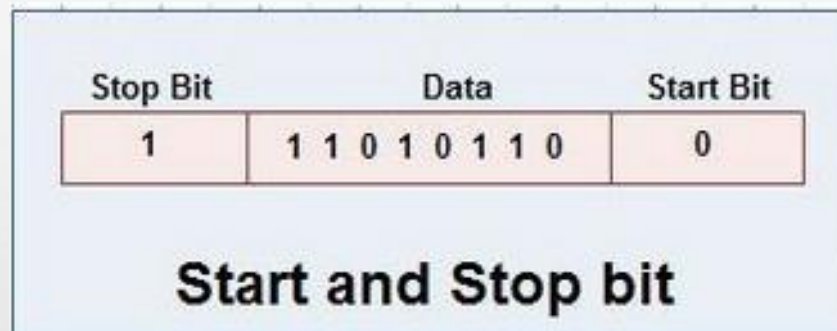 Stop Bit Data Start Bit
1 1 1 0 1 0 1 1 0 0
Start and Stop bit